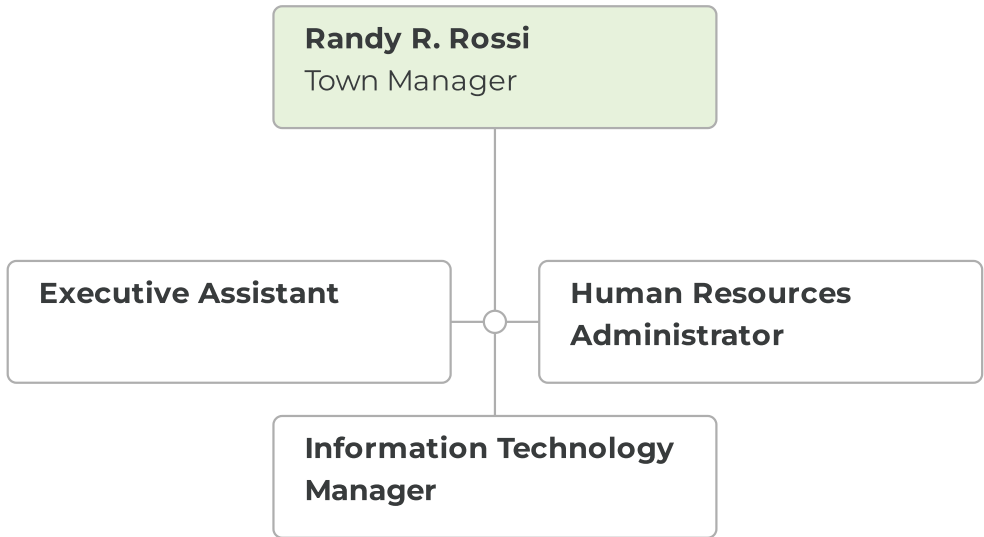 Randy R. Rossi
Town Manager
Executive Assistant
Human Resources
Administrator
Information Technology
Manager